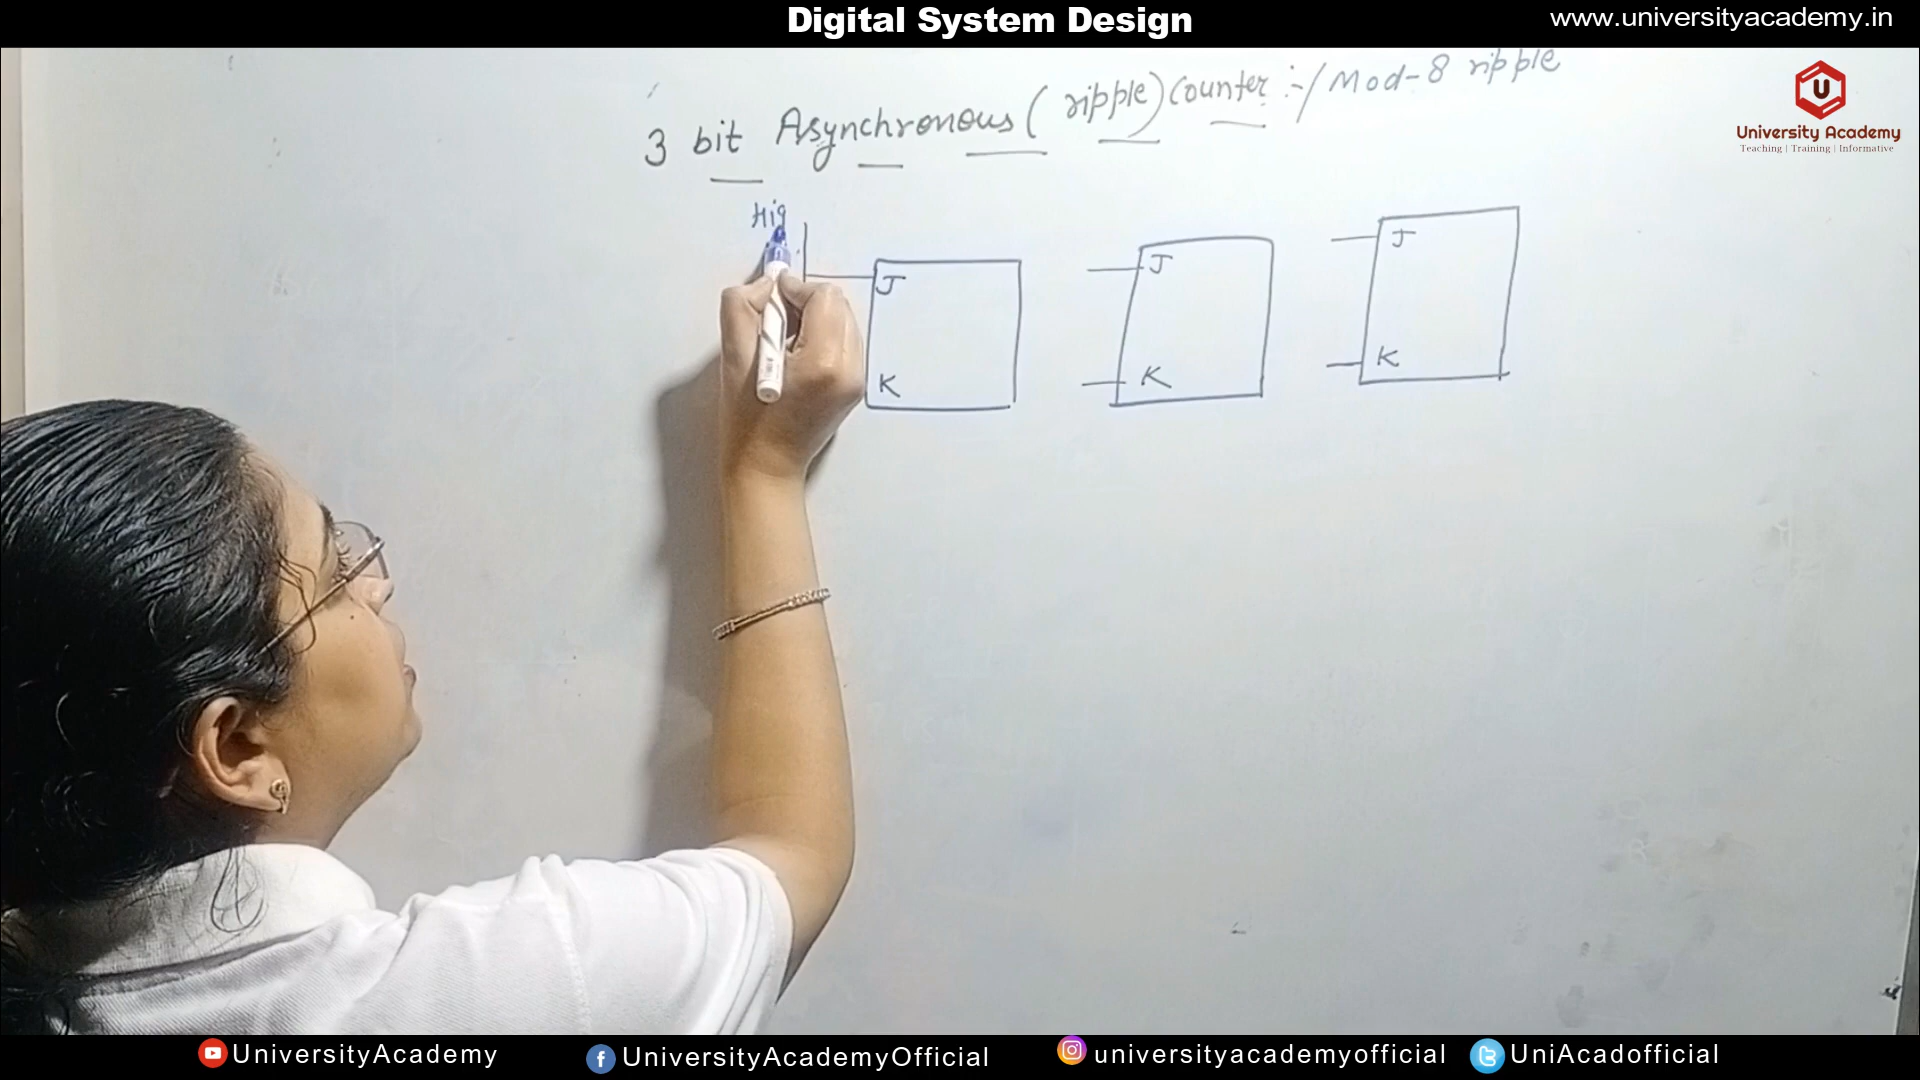 Digital System Design
www.universityacademy.in
3 bit Asynchronous (ripple) Counter :-/ Mod-8 ripple
U
University Academy
Teaching | Training | Informative
Hig
J
J
J
K
K
K
UniversityAcademy
UniversityAcademyOfficial
universityacademyofficial
UniAcadofficial